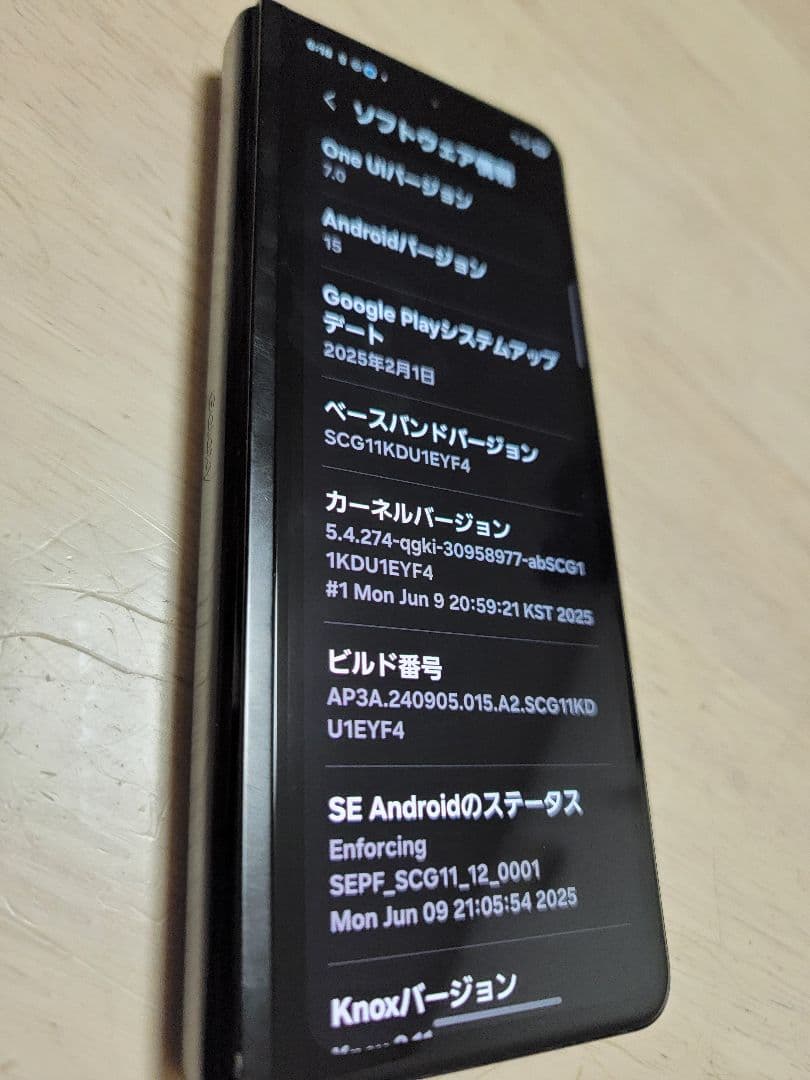 ソフトウェア情報
One UIバージョン
7.0
Androidバージョン
15
Google Playシステムアップ
デート
2025年2月1日
ベースバンドバージョン
SCG11KDU1EYF4
カーネルバージョン
5.4.274-qgki-30958977-abSCG1
1KDU1EYF4
#1 Mon Jun 9 20:59:21 KST 2025
ビルド番号
AP3A.240905.015.A2.SCG11KD
U1EYF4
SE Androidのステータス
Enforcing
SEPF_SCG11_12_0001
Mon Jun 09 21:05:54 2025
Knoxバージョン